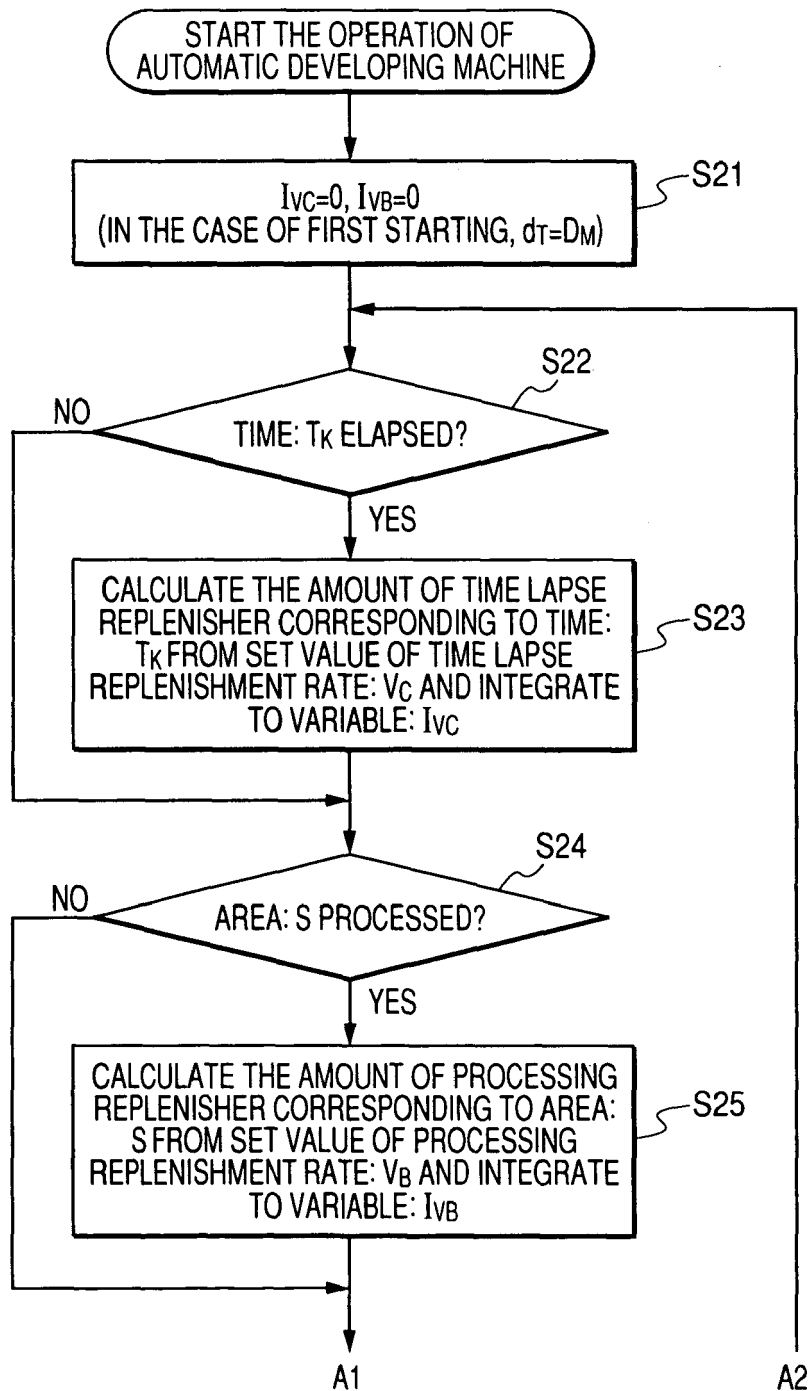 START THE OPERATION OF
AUTOMATIC DEVELOPING MACHINE
IVC=0, IVB=0
(IN THE CASE OF FIRST STARTING, dT=DM)
S21
S22
NO
TIME: TK ELAPSED?
YES
CALCULATE THE AMOUNT OF TIME LAPSE
REPLENISHER CORRESPONDING TO TIME:
TK FROM SET VALUE OF TIME LAPSE
REPLENISHMENT RATE: VC AND INTEGRATE
TO VARIABLE: IVC
S23
S24
NO
AREA: S PROCESSED?
YES
CALCULATE THE AMOUNT OF PROCESSING
REPLENISHER CORRESPONDING TO AREA:
S FROM SET VALUE OF PROCESSING
REPLENISHMENT RATE: VB AND INTEGRATE
TO VARIABLE: IVB
S25
A1
A2